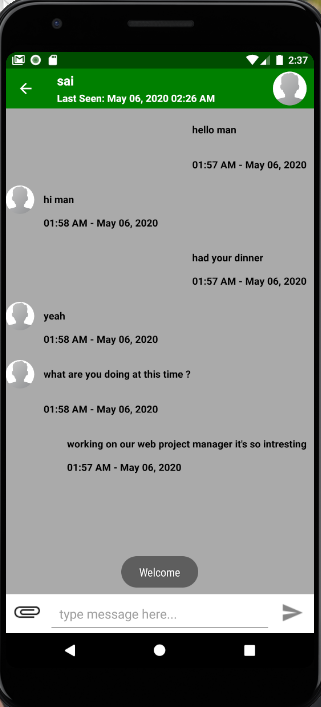 2:37
sai
Last Seen: May 06, 2020 02:26 AM
hello man
01:57 AM - May 06, 2020
hi man
01:58 AM - May 06, 2020
had your dinner
01:57 AM - May 06, 2020
yeah
01:58 AM - May 06, 2020
what are you doing at this time ?
01:58 AM - May 06, 2020
working on our web project manager it's so intresting
01:57 AM - May 06, 2020
Welcome
type message here...